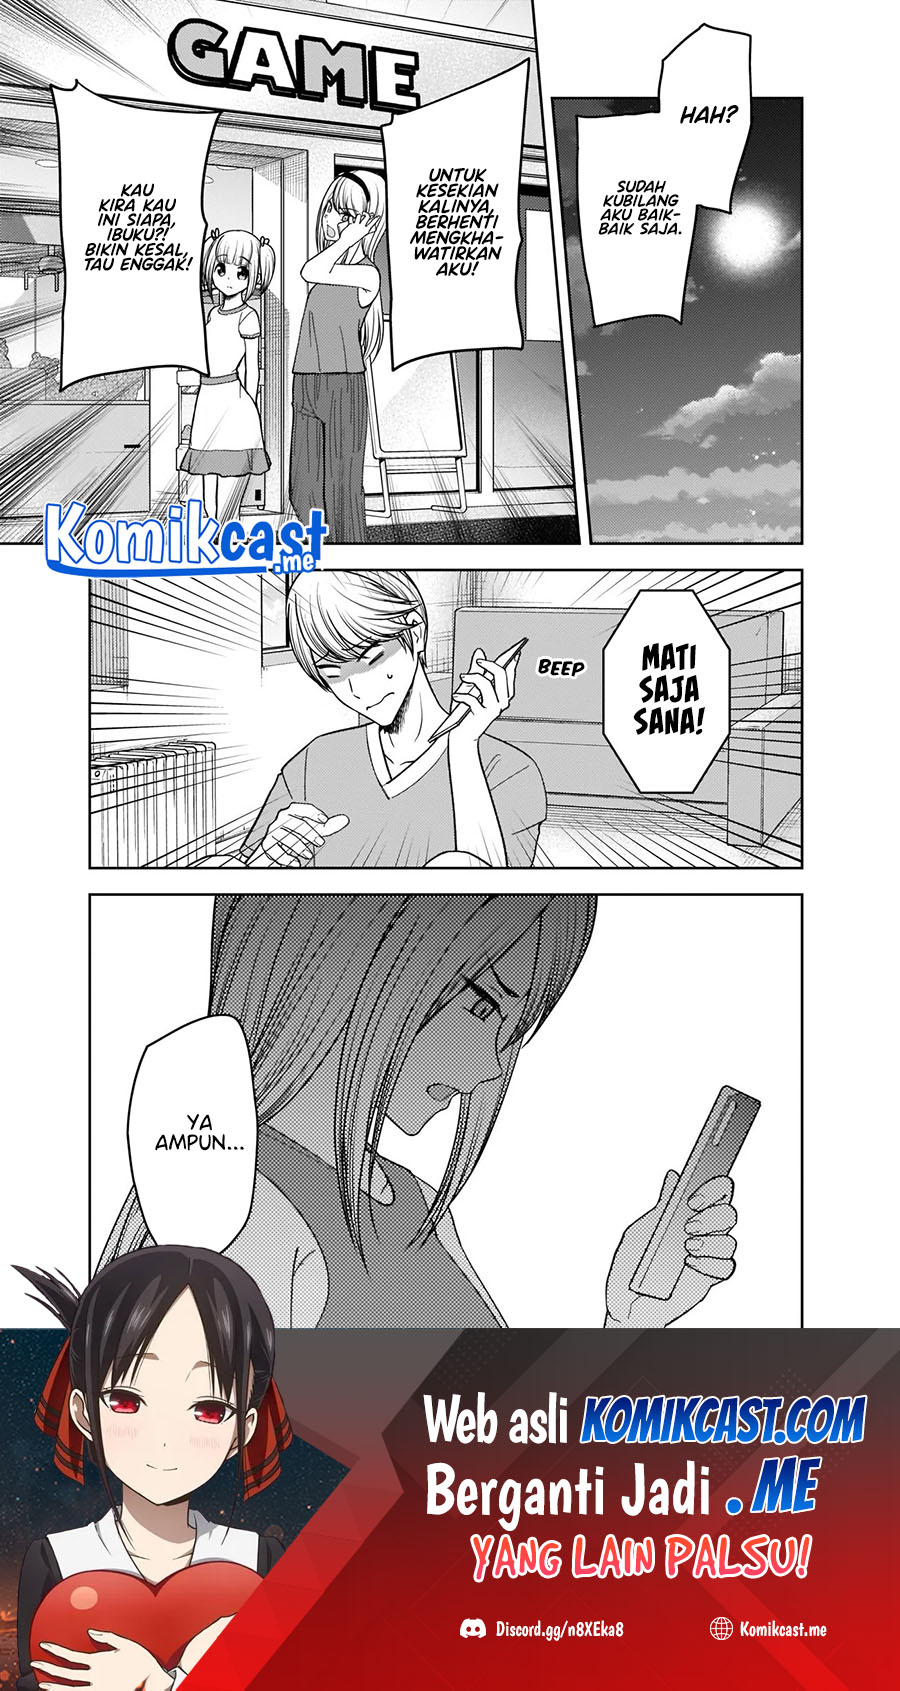 HAH?
SUDAH
KUBILANG
AKU BAIK-
BAIK SAJA.
GAME
UNTUK
KESEKIAN
KALINYA,
BERHENTI
MENGKHA-
WATIRKAN
AKU!
KAU
KIRA KAU
INI SIAPA,
IBUKU?!
BIKIN KESAL,
TAU ENGGAK!
Komikcast
.me
MATI
SAJA
SANA!
BEEP
YA
AMPUN...
Web asli KOMIKCAST.COM
Berganti Jadi .ME
YANG LAIN PALSU!
Discord.gg/n8XEka8
Komikcast.me